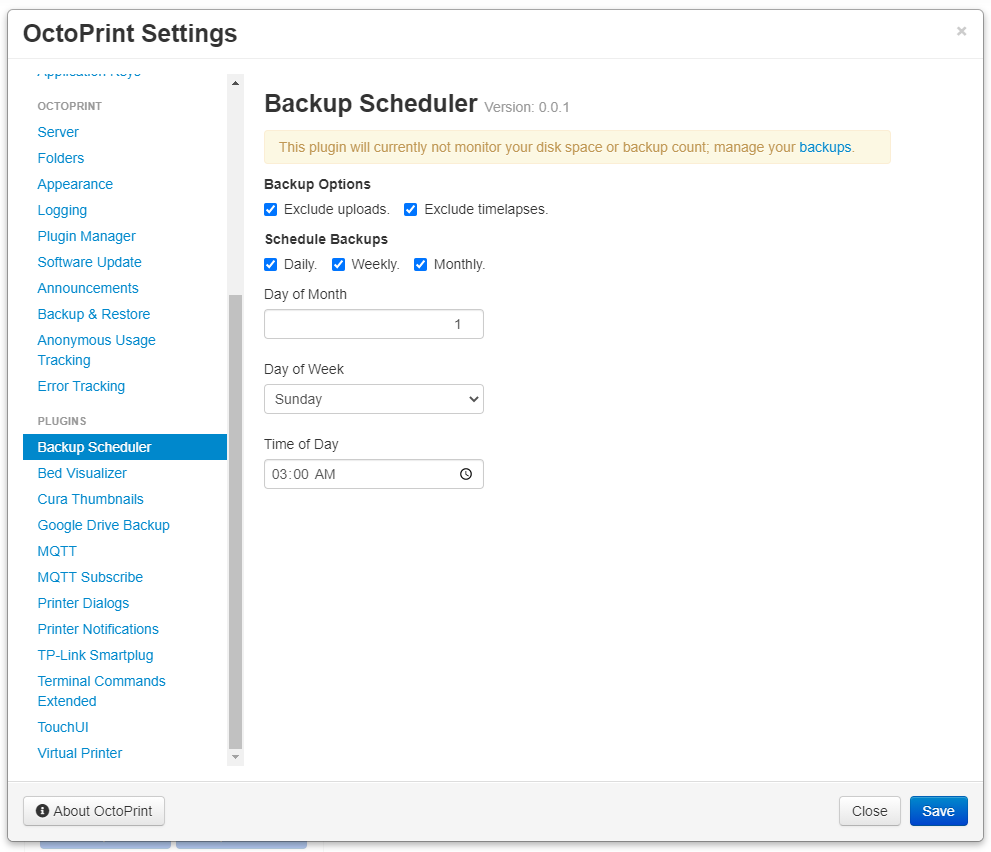 OctoPrint Settings
×
Application Keys
OCTOPRINT
Server
Folders
Appearance
Logging
Plugin Manager
Software Update
Announcements
Backup & Restore
Anonymous Usage
Tracking
Error Tracking
PLUGINS
Backup Scheduler
Bed Visualizer
Cura Thumbnails
Google Drive Backup
MQTT
MQTT Subscribe
Printer Dialogs
Printer Notifications
TP-Link Smartplug
Terminal Commands
Extended
TouchUI
Virtual Printer
Backup Scheduler Version: 0.0.1
This plugin will currently not monitor your disk space or backup count; manage your backups.
Backup Options
Exclude uploads. Exclude timelapses.
Schedule Backups
Daily. Weekly. Monthly.
Day of Month
1
Day of Week
Sunday
Time of Day
03:00 AM
About OctoPrint
Close Save